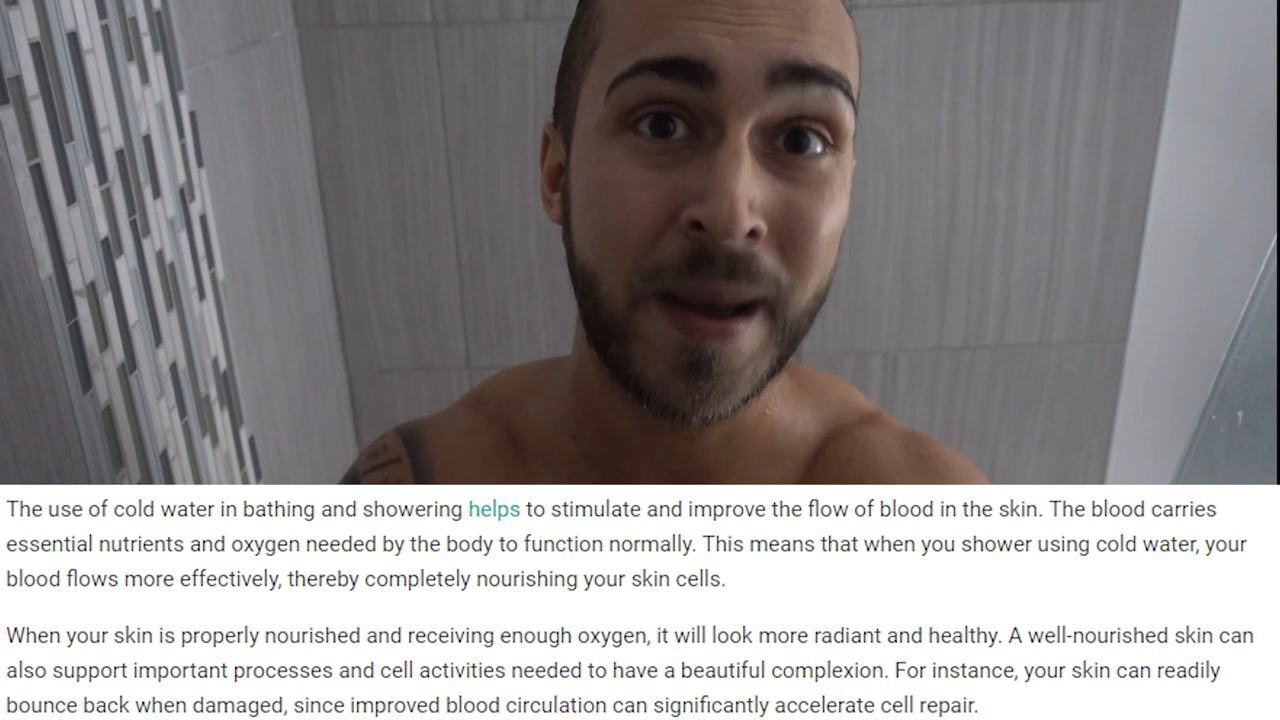 The use of cold water in bathing and showering helps to stimulate and improve the flow of blood in the skin. The blood carries
essential nutrients and oxygen needed by the body to function normally. This means that when you shower using cold water, your
blood flows more effectively, thereby completely nourishing your skin cells.
When your skin is properly nourished and receiving enough oxygen, it will look more radiant and healthy. A well-nourished skin can
also support important processes and cell activities needed to have a beautiful complexion. For instance, your skin can readily
bounce back when damaged, since improved blood circulation can significantly accelerate cell repair.